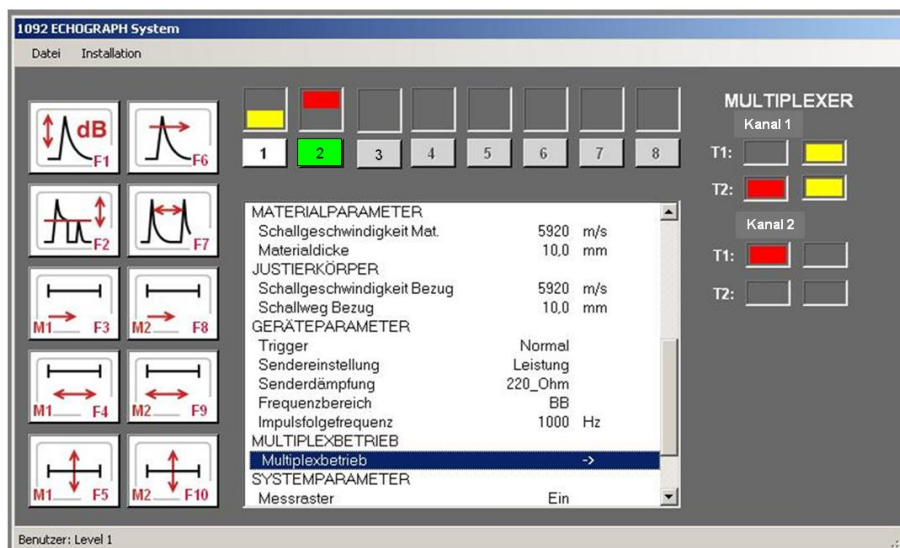 1092 ECHOGRAPH System
Datei Installation
dB
F1
F6
F2
F7
M1 F3
M2 F8
M1 F4
M2 F9
M1 F5
M2 F10
1 2 3 4 5 6 7 8
MATERIALPARAMETER
Schallgeschwindigkeit Mat. 5920 m/s
Materialdicke 10,0 mm
JUSTIERKÖRPER
Schallgeschwindigkeit Bezug 5920 m/s
Schallweg Bezug 10,0 mm
GERÄTEPARAMETER
Trigger Normal
Sendereinstellung Leistung
Senderdämpfung 220_Ohm
Frequenzbereich BB
Impulsfolgefrequenz 1000 Hz
MULTIPLEXBETRIEB
Multiplexbetrieb ->
SYSTEMPARAMETER
Messraster Ein
MULTIPLEXER
Kanal 1
T1:
T2:
Kanal 2
T1:
T2:
Benutzer: Level 1